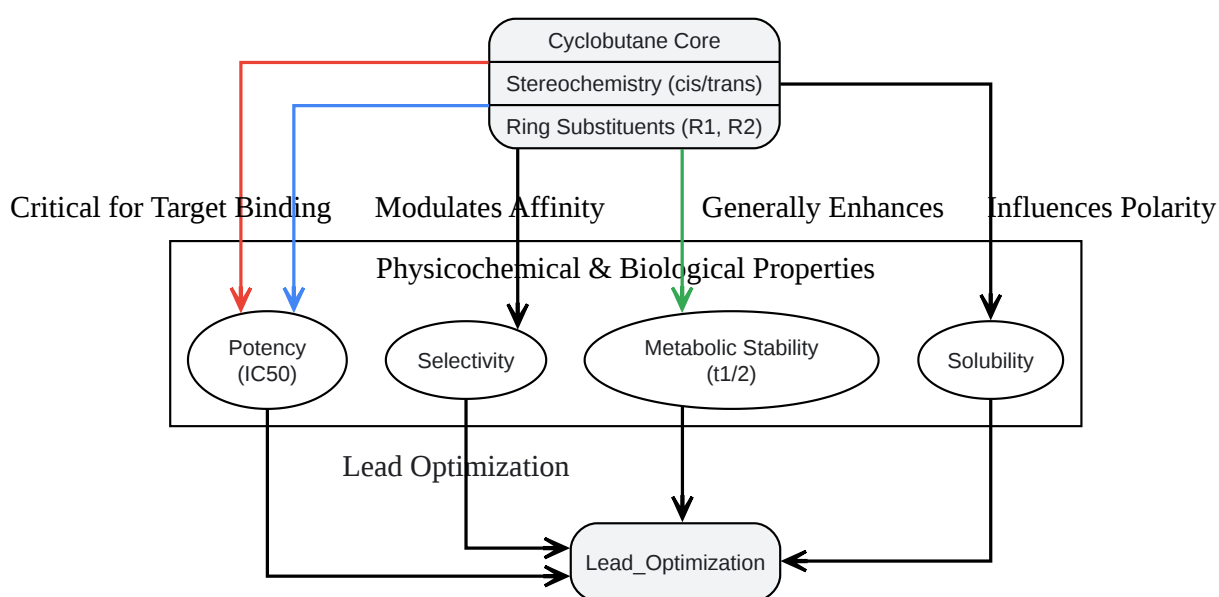 Cyclobutane Core
Stereochemistry (cis/trans)
Ring Substituents (R1, R2)
Critical for Target Binding
Modulates Affinity
Generally Enhances
Influences Polarity
Physicochemical & Biological Properties
Potency
(IC50)
Selectivity
Metabolic Stability
(t1/2)
Solubility
Lead Optimization
Lead_Optimization